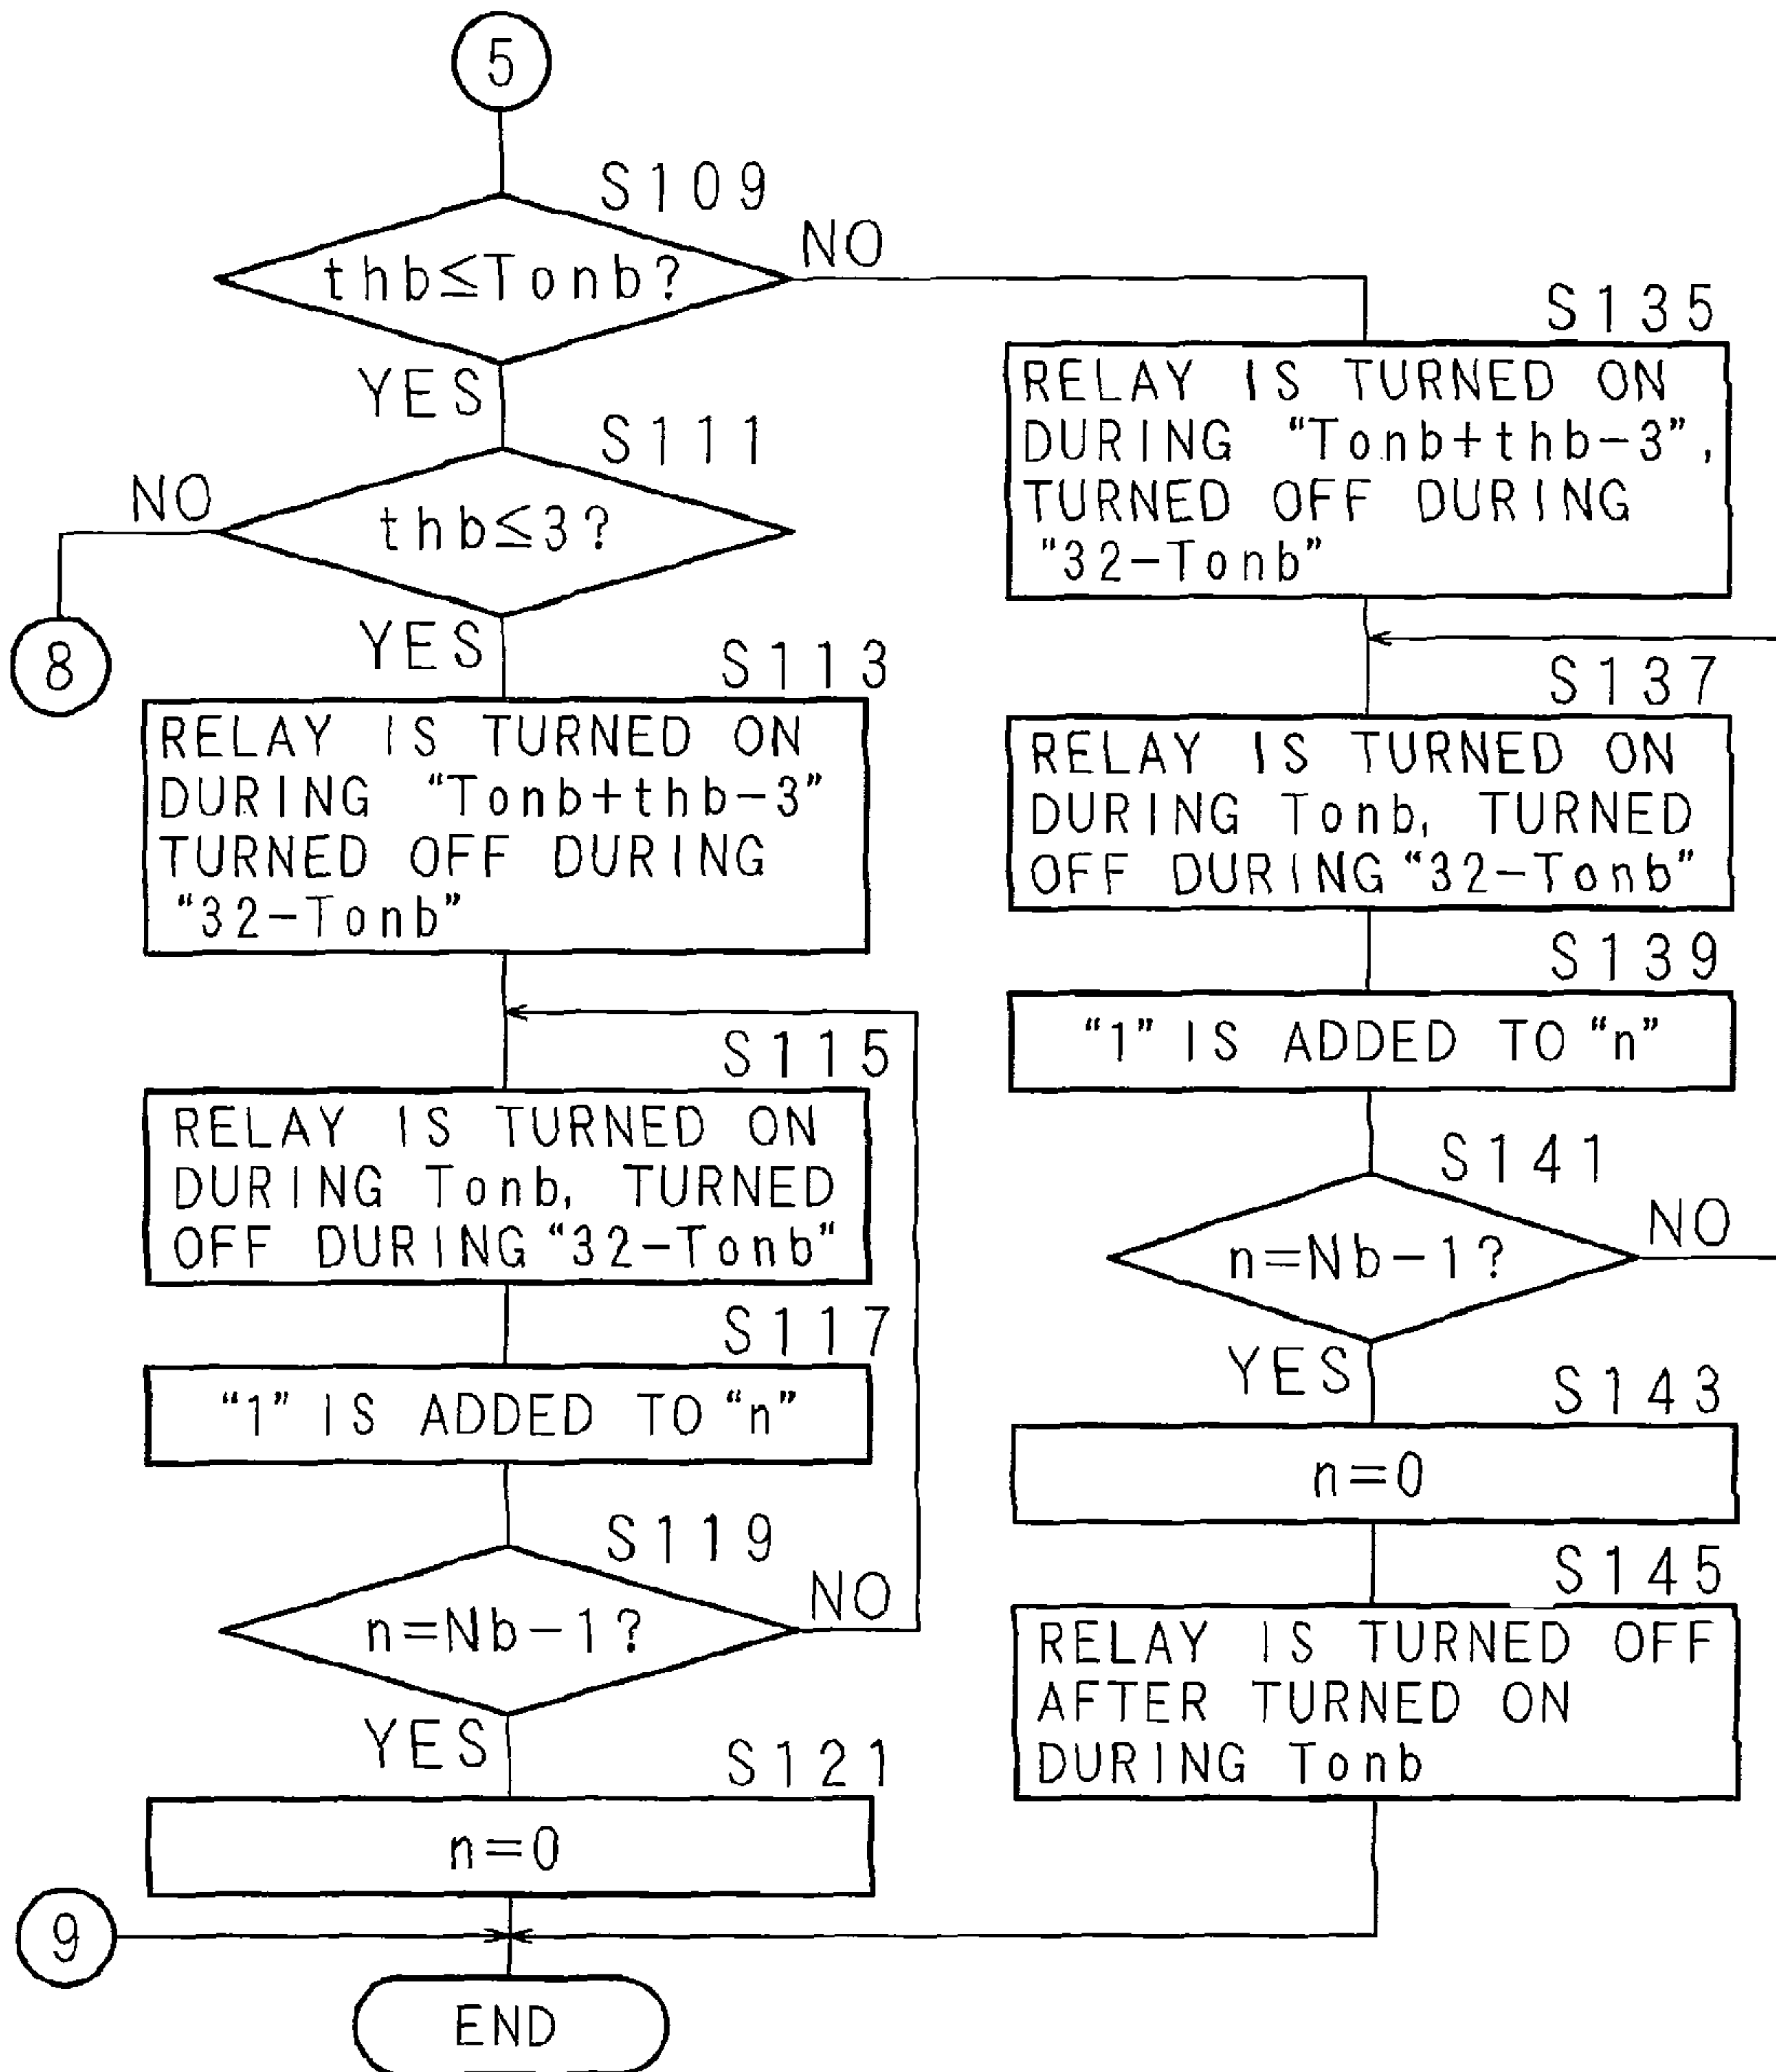 5
S109
thb≦Tonb?
NO
YES
S111
thb≦3?
NO
8
YES
S113
RELAY IS TURNED ON
DURING "Tonb+thb-3"
TURNED OFF DURING
"32-Tonb"
S115
RELAY IS TURNED ON
DURING Tonb, TURNED
OFF DURING "32-Tonb"
S117
"1" IS ADDED TO "n"
S119
n=Nb-1?
NO
YES
S121
n=0
9
END
S135
RELAY IS TURNED ON
DURING "Tonb+thb-3",
TURNED OFF DURING
"32-Tonb"
S137
RELAY IS TURNED ON
DURING Tonb, TURNED
OFF DURING "32-Tonb"
S139
"1" IS ADDED TO "n"
S141
n=Nb-1?
NO
YES
S143
n=0
S145
RELAY IS TURNED OFF
AFTER TURNED ON
DURING Tonb